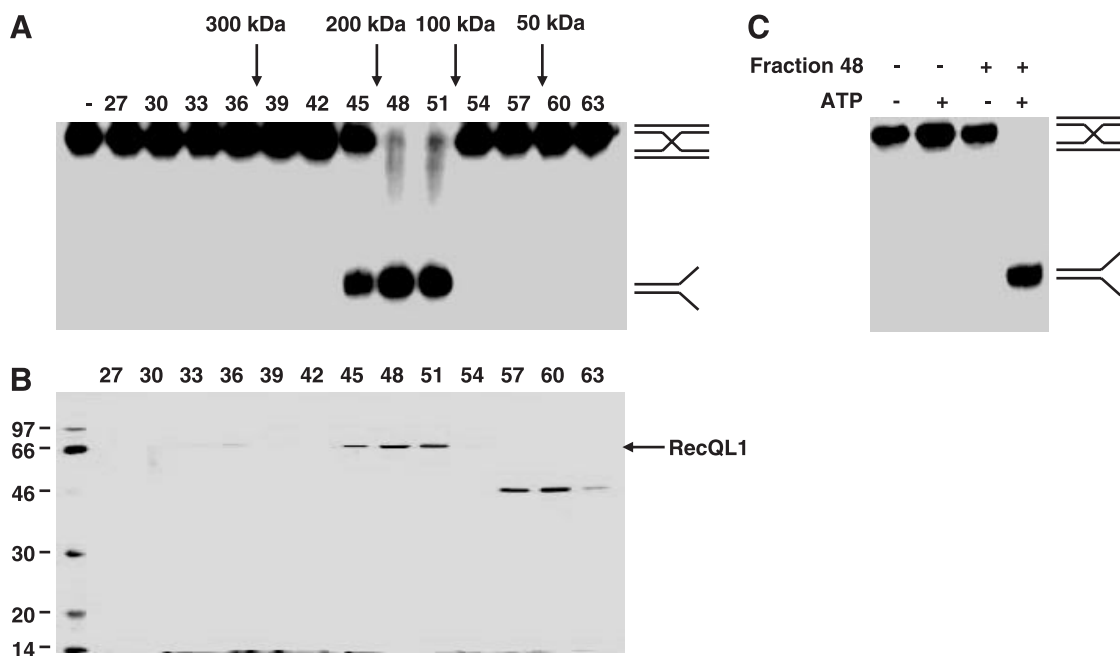 A
300 kDa 200 kDa 100 kDa 50 kDa
- 27 30 33 36 39 42 45 48 51 54 57 60 63
C
Fraction 48 - - + +
ATP - + - +
B
27 30 33 36 39 42 45 48 51 54 57 60 63
97
66
RecQL1
46
30
20
14